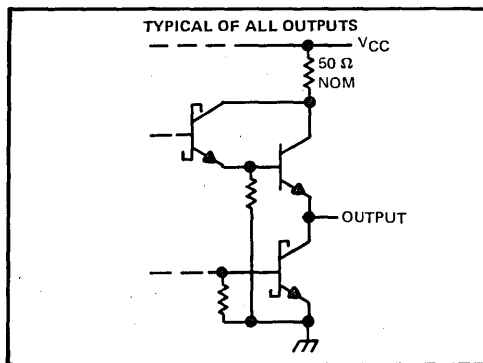 TYPICAL OF ALL OUTPUTS
VCC
50 Ω
NOM
OUTPUT